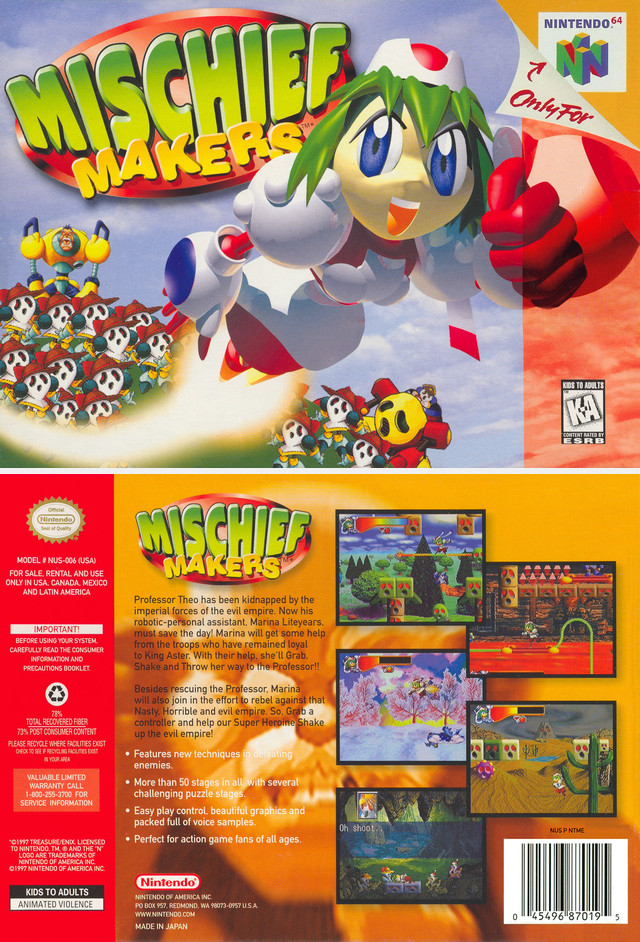 MISCHIEF
MAKERS™
NINTENDO 64
Only For
KIDS TO ADULTS
K-A
CONTENT RATED BY
ESRB
Official
Nintendo
Seal of Quality
MODEL # NUS-006 (USA)
FOR SALE, RENTAL AND USE
ONLY IN USA, CANADA, MEXICO
AND LATIN AMERICA
IMPORTANT!
BEFORE USING YOUR SYSTEM,
CAREFULLY READ THE CONSUMER
INFORMATION AND
PRECAUTIONS BOOKLET.
78%
TOTAL RECOVERED FIBER
73% POST CONSUMER CONTENT
PLEASE RECYCLE WHERE FACILITIES EXIST
CHECK TO SEE IF RECYCLING FACILITIES EXIST
IN YOUR AREA
VALUABLE LIMITED
WARRANTY CALL
1-800-255-3700 FOR
SERVICE INFORMATION
©1997 TREASURE/ENIX. LICENSED
TO NINTENDO. TM, ® AND THE "N"
LOGO ARE TRADEMARKS OF
NINTENDO OF AMERICA INC.
©1997 NINTENDO OF AMERICA INC.
KIDS TO ADULTS
ANIMATED VIOLENCE
MISCHIEF
MAKERS™
Professor Theo has been kidnapped by the
imperial forces of the evil empire. Now his
robotic-personal assistant, Marina Liteyears,
must save the day! Marina will get some help
from the troops who have remained loyal
to King Aster. With their help, she'll Grab,
Shake and Throw her way to the Professor!!
Besides rescuing the Professor, Marina
will also join in the effort to rebel against that
Nasty, Horrible and evil empire. So, Grab a
controller and help our Super Heroine Shake
up the evil empire!
• Features new techniques in defeating
enemies.
• More than 50 stages in all, with several
challenging puzzle stages.
• Easy play control, beautiful graphics and
packed full of voice samples.
• Perfect for action game fans of all ages.
Nintendo®
NINTENDO OF AMERICA INC.
PO BOX 957, REDMOND, WA 98073-0957 U.S.A.
WWW.NINTENDO.COM
MADE IN JAPAN
Oh shoot..
NUS P NTME
0 45496 87019 5